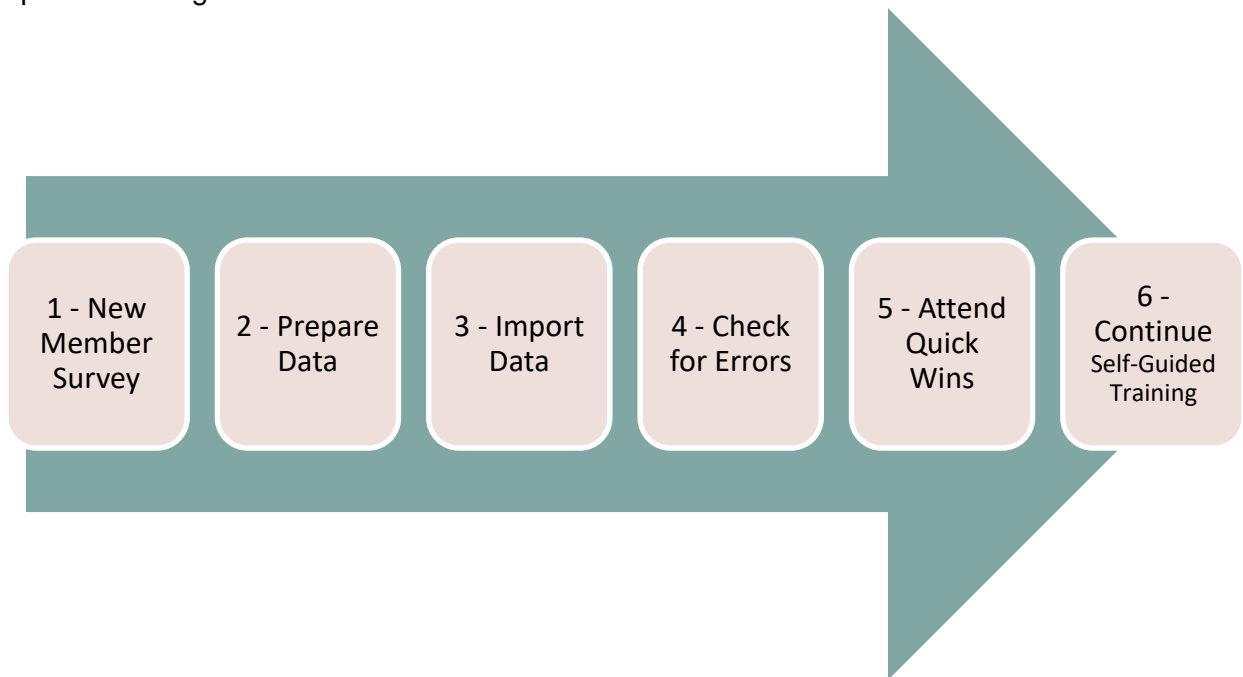 1 - New
Member
Survey
2 - Prepare
Data
3 - Import
Data
4 - Check
for Errors
5 - Attend
Quick
Wins
6 -
Continue
Self-Guided
Training